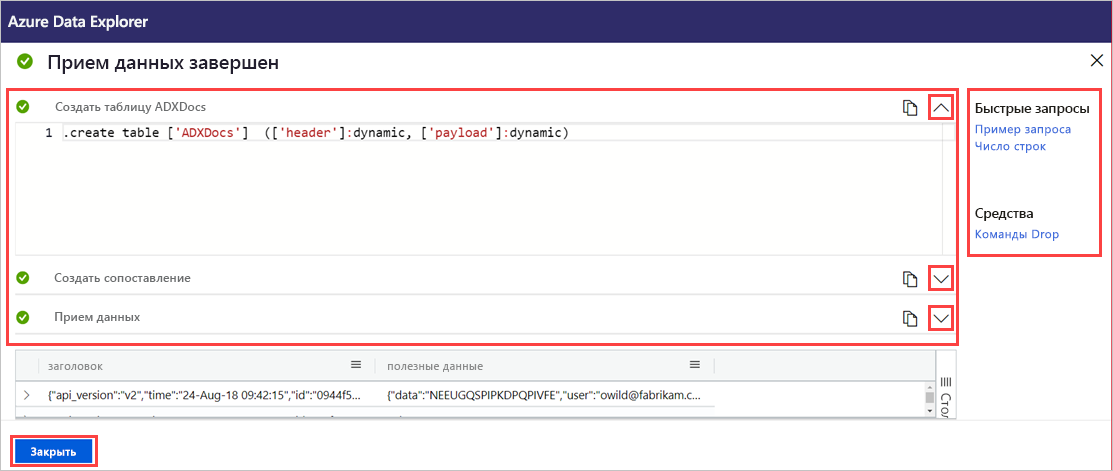 Azure Data Explorer
Прием данных завершен
Создать таблицу ADXDocs
1 .create table ['ADXDocs']  (['header']:dynamic, ['payload']:dynamic)
Создать сопоставление
Прием данных
Быстрые запросы
Пример запроса
Число строк
Средства
Команды Drop
заголовок полезные данные
{"api_version":"v2","time":"24-Aug-18 09:42:15","id":"0944f5... {"data":"NEEUGQSPIPKDPQPIVFE","user":"owild@fabrikam.c...
Стол
Закрыть